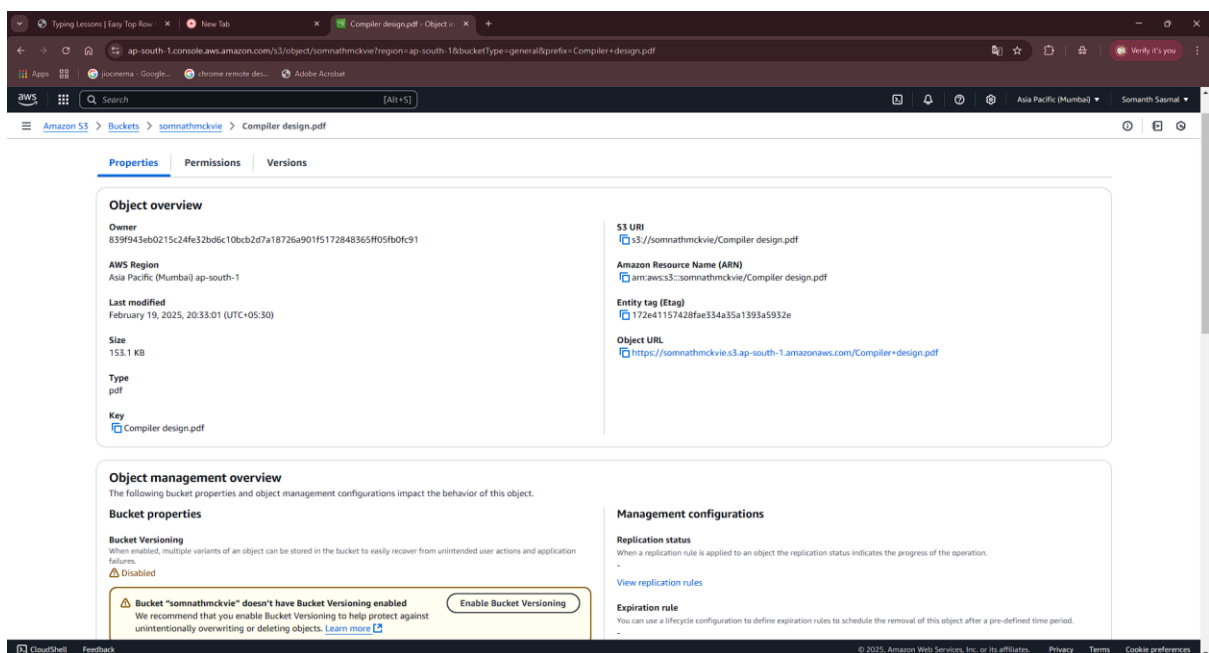 Typing Lessons | Easy Top Row
New Tab
Compiler design.pdf - Object in
ap-south-1.console.aws.amazon.com/s3/object/somnathmckvie?region=ap-south-1&bucketType=general&prefix=Compiler+design.pdf
Verify it's you
Apps
jiocinema - Google...
chrome remote des...
Adobe Acrobat
aws
Search
[Alt+S]
Asia Pacific (Mumbai)
Somanth Sasmal
Amazon S3 > Buckets > somnathmckvie > Compiler design.pdf
Properties
Permissions
Versions
Object overview
Owner
839f943eb0215c24fe32bd6c10bcb2d7a18726a901f5172848365ff05fb0fc91
AWS Region
Asia Pacific (Mumbai) ap-south-1
Last modified
February 19, 2025, 20:33:01 (UTC+05:30)
Size
153.1 KB
Type
pdf
Key
Compiler design.pdf
S3 URI
s3://somnathmckvie/Compiler design.pdf
Amazon Resource Name (ARN)
arn:aws:s3:::somnathmckvie/Compiler design.pdf
Entity tag (Etag)
172e41157428fae334a35a1393a5932e
Object URL
https://somnathmckvie.s3.ap-south-1.amazonaws.com/Compiler+design.pdf
Object management overview
The following bucket properties and object management configurations impact the behavior of this object.
Bucket properties
Bucket Versioning
When enabled, multiple variants of an object can be stored in the bucket to easily recover from unintended user actions and application
failures.
Disabled
Bucket "somnathmckvie" doesn't have Bucket Versioning enabled
We recommend that you enable Bucket Versioning to help protect against
unintentionally overwriting or deleting objects. Learn more
Enable Bucket Versioning
Management configurations
Replication status
When a replication rule is applied to an object the replication status indicates the progress of the operation.
-
View replication rules
Expiration rule
You can use a lifecycle configuration to define expiration rules to schedule the removal of this object after a pre-defined time period.
-
CloudShell
Feedback
© 2025, Amazon Web Services, Inc. or its affiliates.
Privacy
Terms
Cookie preferences